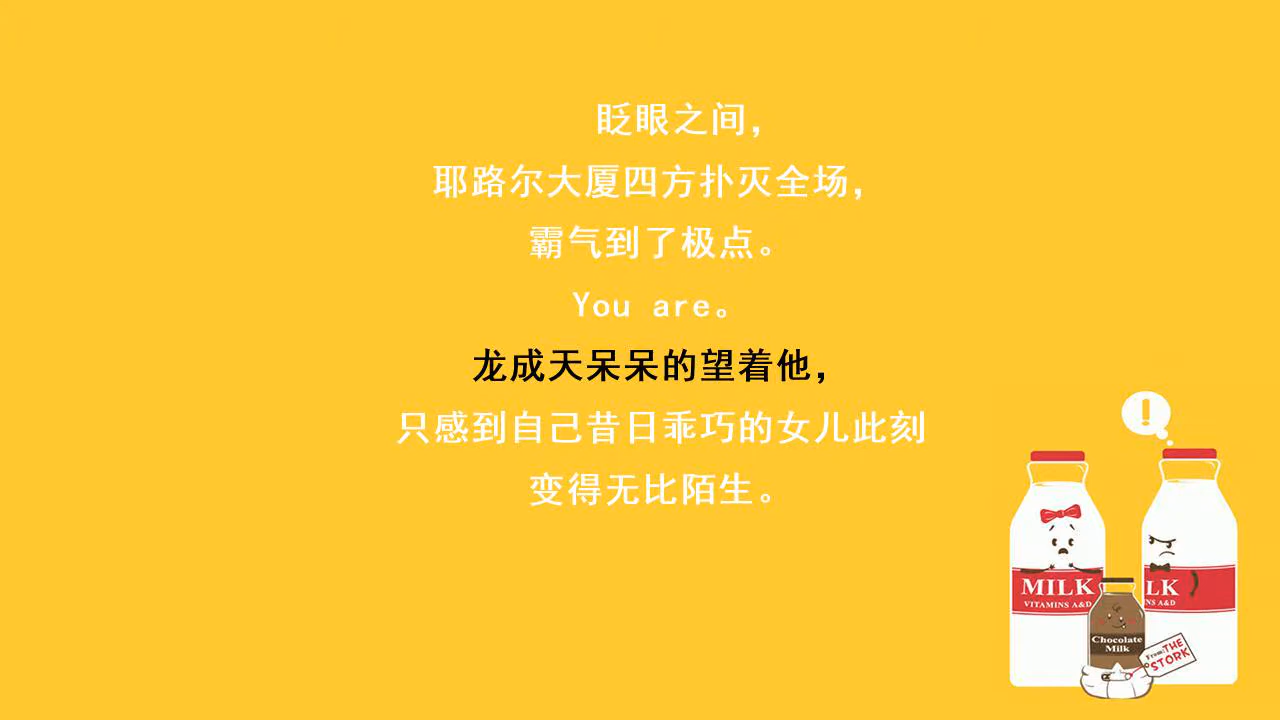 眨眼之间，
耶路尔大厦四方扑灭全场，
霸气到了极点。
You are。
龙成天呆呆的望着他，
只感到自己昔日乖巧的女儿此刻
变得无比陌生。
!
MILK
VITAMINS A&D
LK
NS A&D
Chocolate
Milk
From: THE
STORK